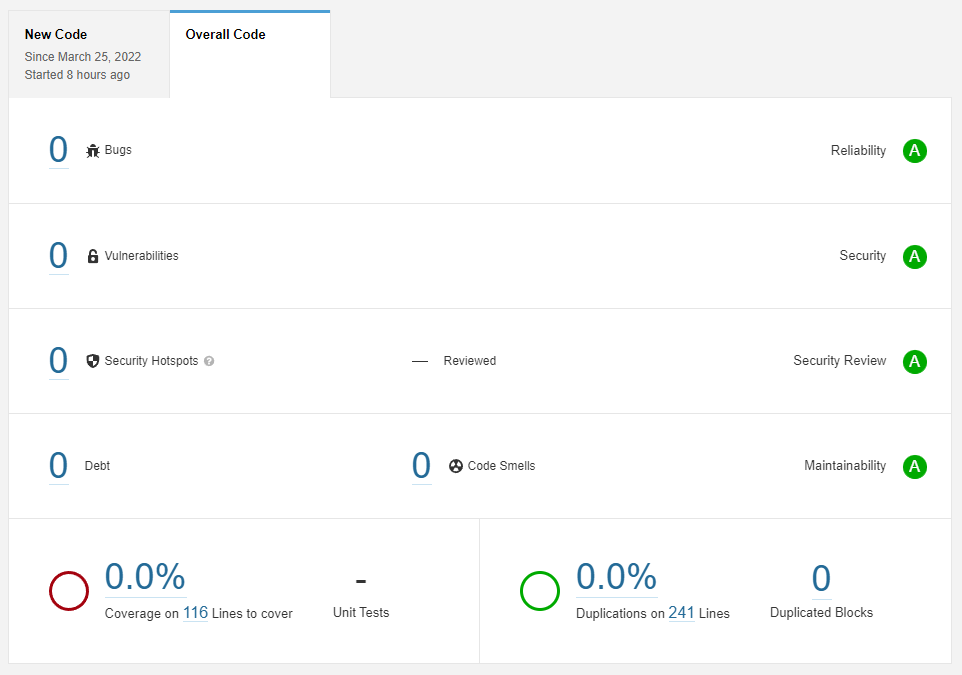 New Code
Since March 25, 2022
Started 8 hours ago
Overall Code
0 Bugs
Reliability A
0 Vulnerabilities
Security A
0 Security Hotspots ?
— Reviewed
Security Review A
0 Debt
0 Code Smells
Maintainability A
0.0%
Coverage on 116 Lines to cover
-
Unit Tests
0.0%
Duplications on 241 Lines
0
Duplicated Blocks